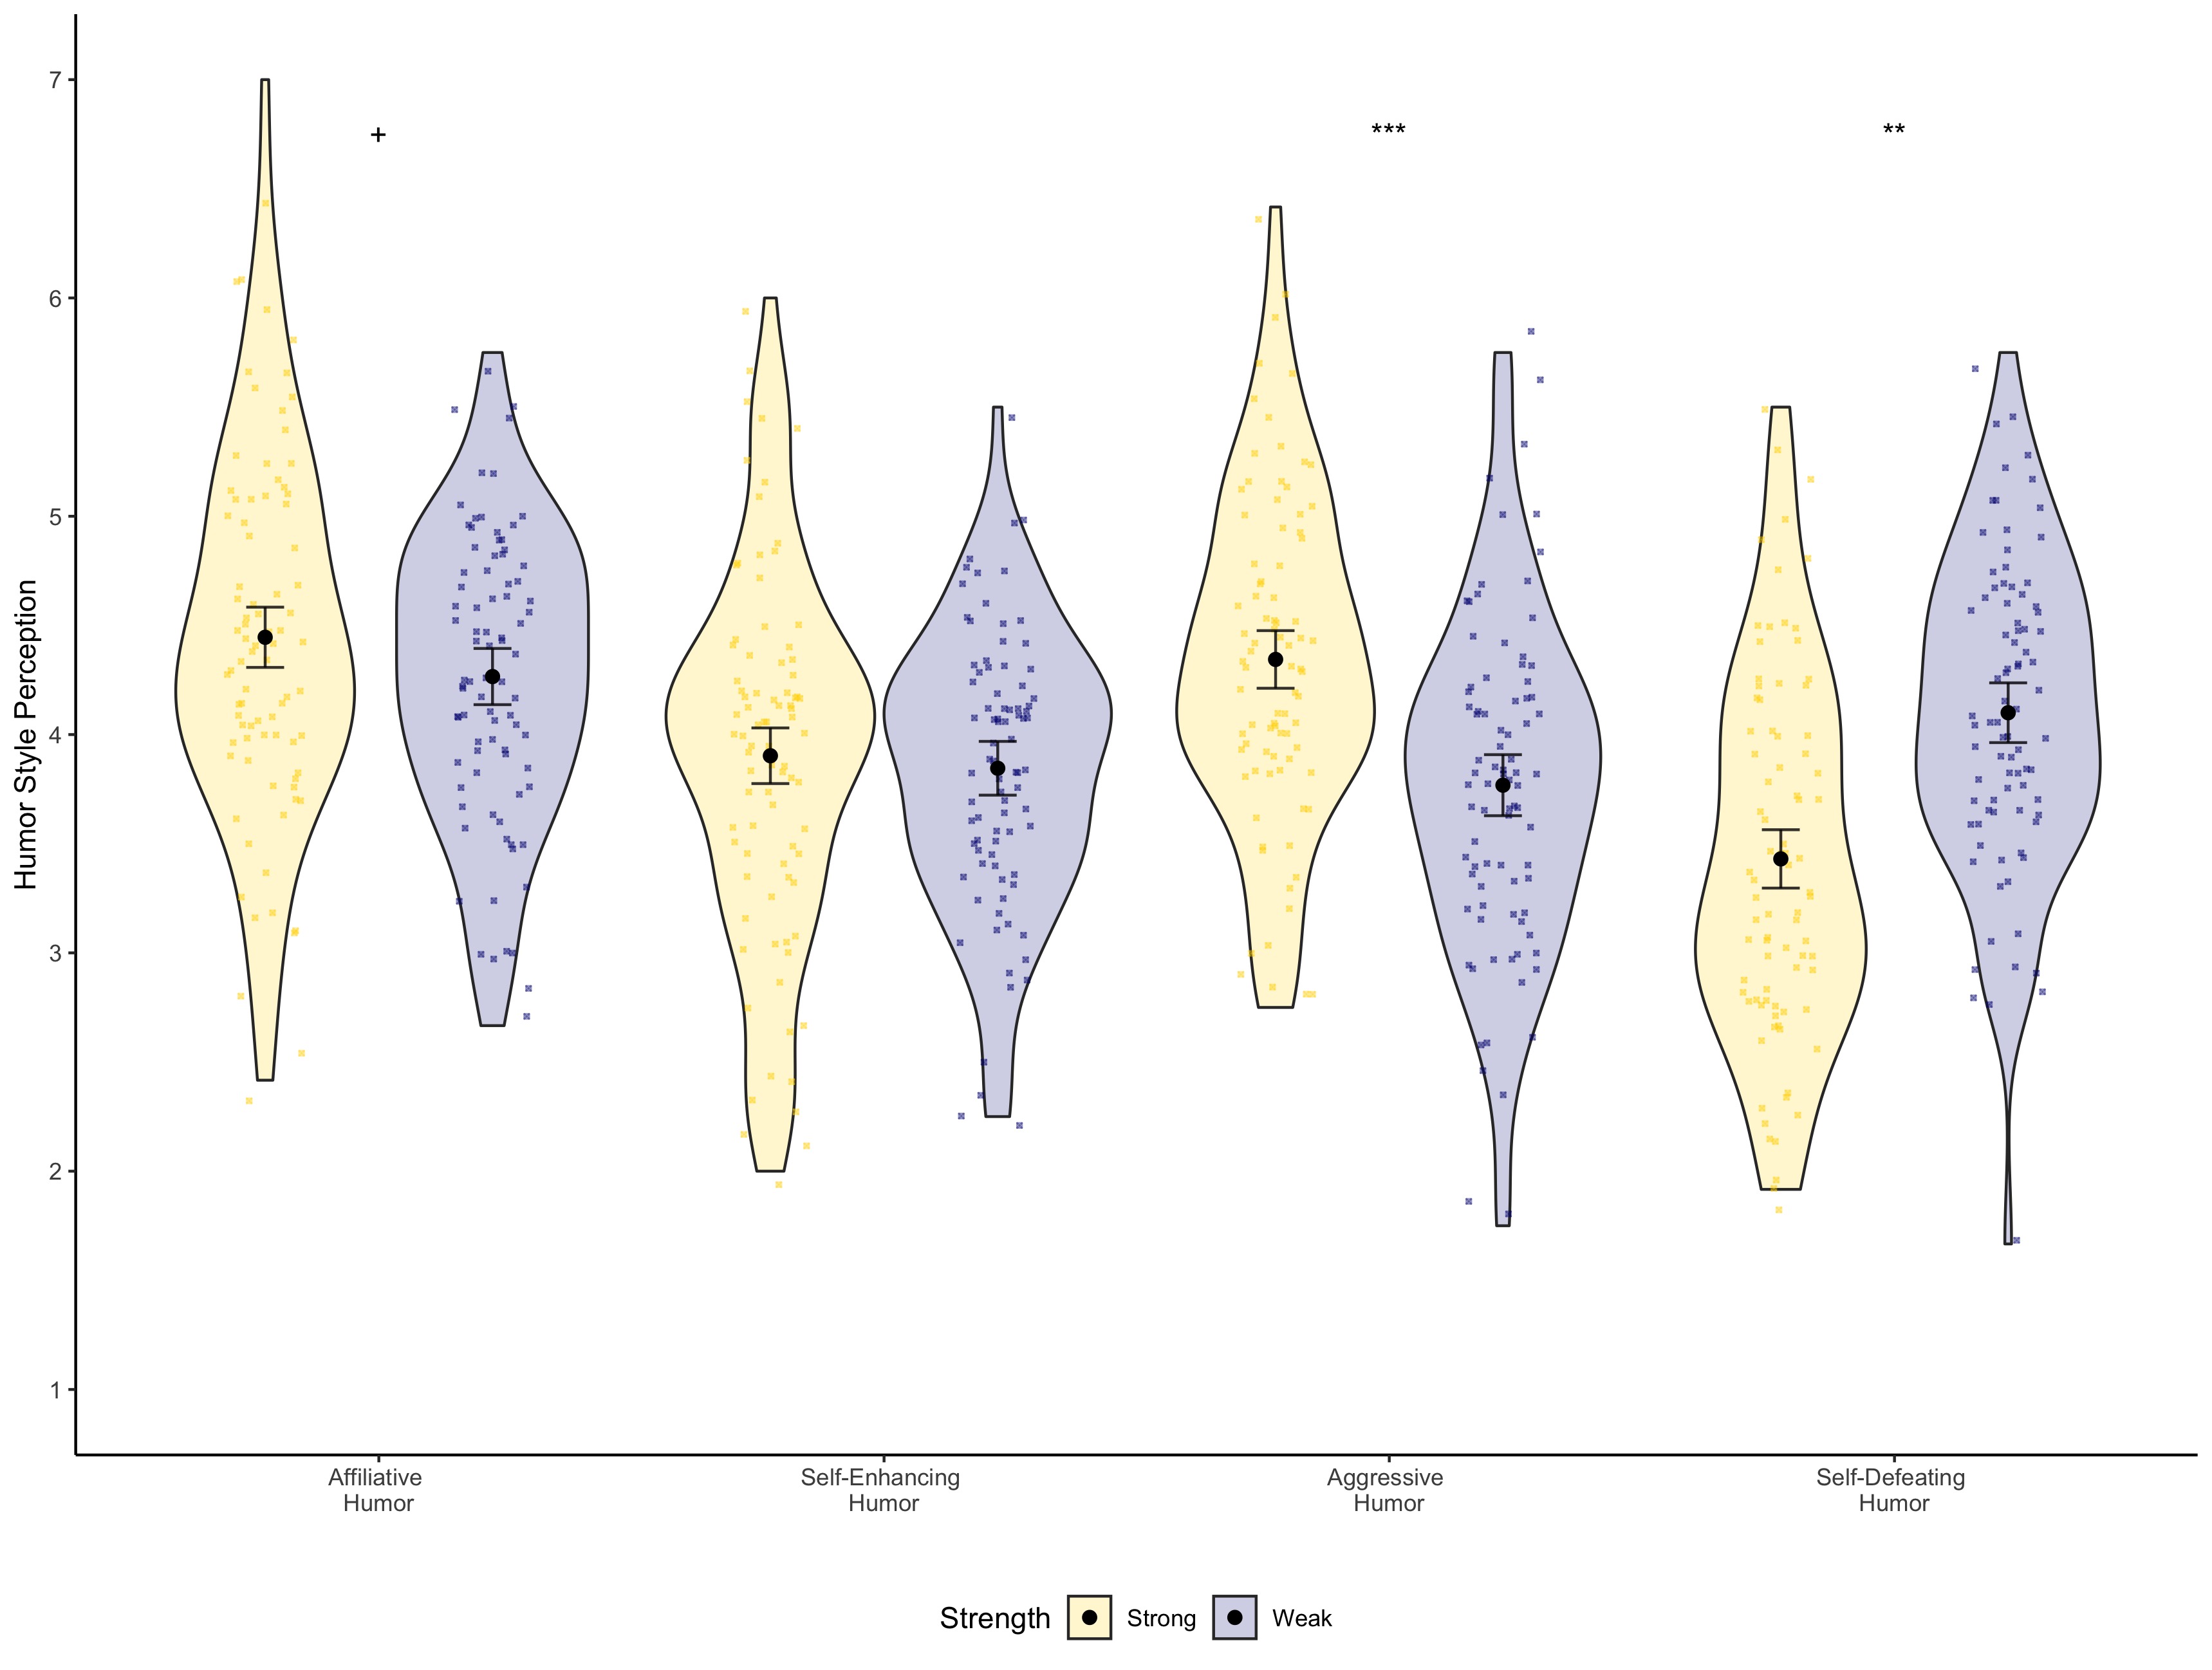 Humor Style Perception
7
6
5
4
3
2
1
+
***
**
Affiliative
Humor
Self-Enhancing
Humor
Aggressive
Humor
Self-Defeating
Humor
Strength Strong Weak